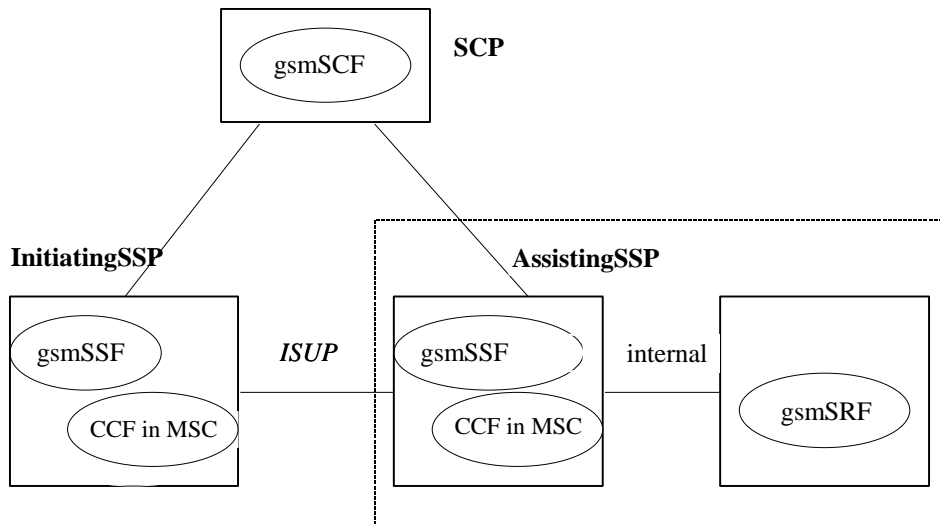 SCP
gsmSCF
InitiatingSSP
AssistingSSP
gsmSSF
ISUP
gsmSSF
internal
CCF in MSC
CCF in MSC
gsmSRF